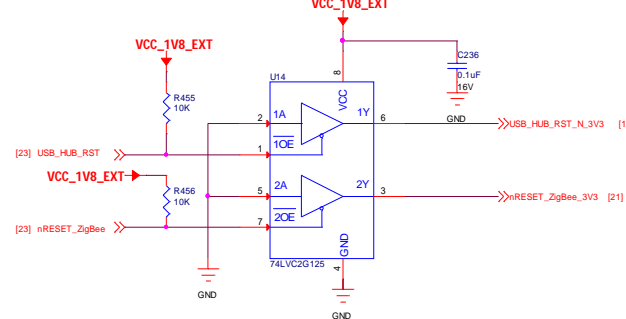 VCC_1V8_EXT
VCC_1V8_EXT
C236
0.1uF
16V
GND
R455
10K
U14
8
VCC
2
1A
1Y
6
USB_HUB_RST_N_3V3 [1
[23] USB_HUB_RST
1
1OE
VCC_1V8_EXT
R456
10K
5
2A
2Y
3
nRESET_ZigBee_3V3 [21]
[23] nRESET_ZigBee
7
2OE
GND
4
74LVC2G125
GND
GND